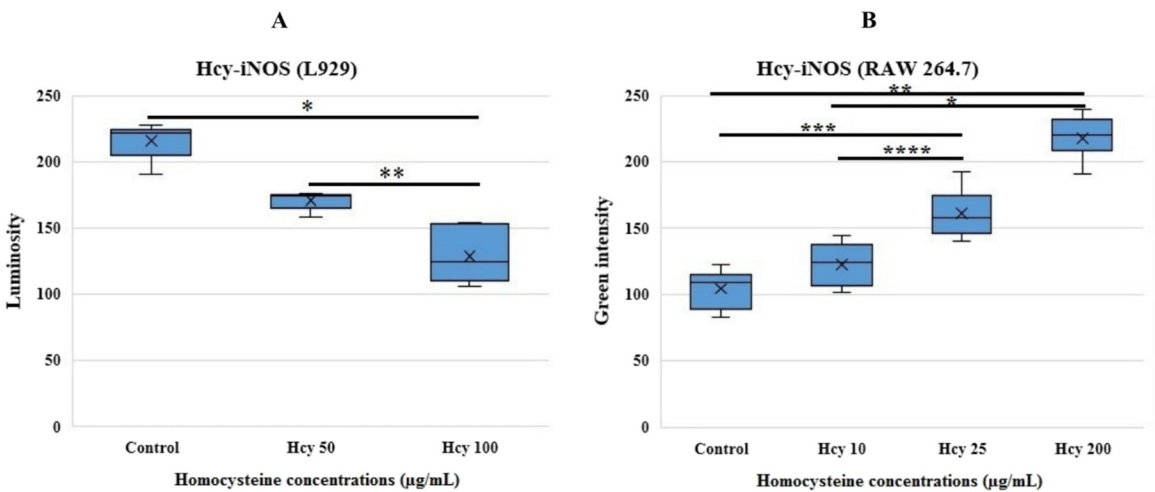 A
Hcy-iNOS (L929)
*
**
250
200
150
100
50
0
Luminosity
Control
Hcy 50
Hcy 100
Homocysteine concentrations (µg/mL)
B
Hcy-iNOS (RAW 264.7)
**
*
***
****
250
200
150
100
50
0
Green intensity
Control
Hcy 10
Hcy 25
Hcy 200
Homocysteine concentrations (µg/mL)